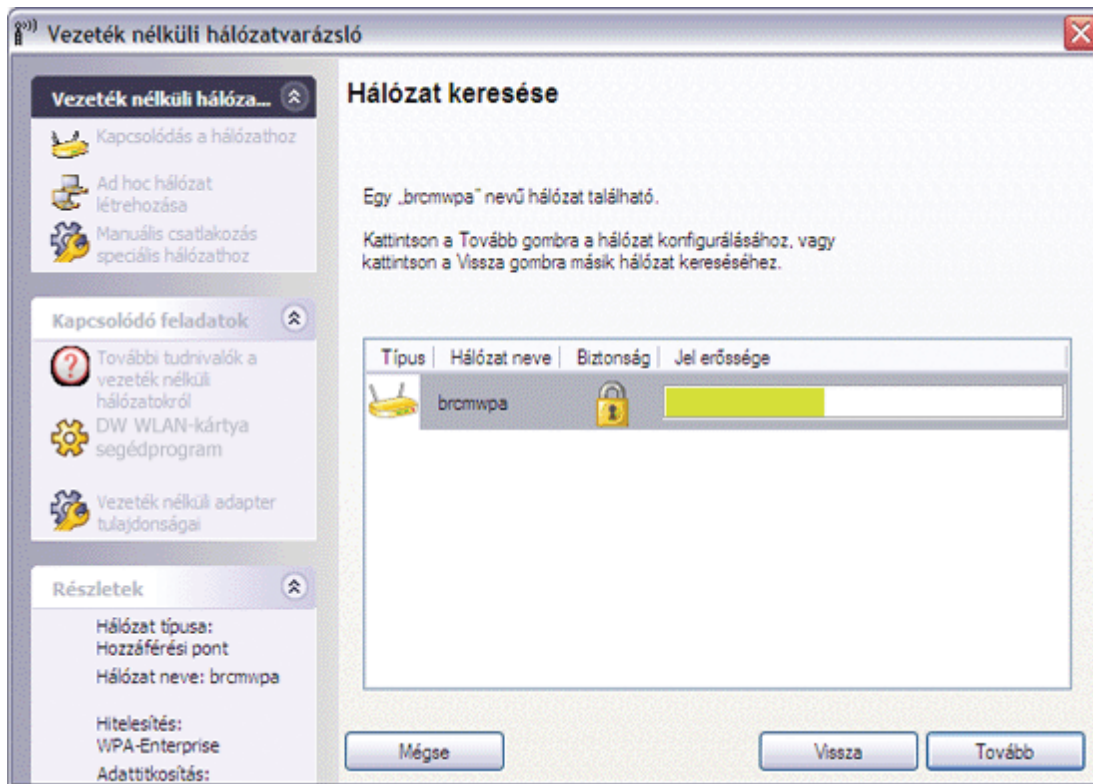 Vezeték nélküli hálózatvarázsló
Vezeték nélküli hálóza...
Kapcsolódás a hálózathoz
Ad hoc hálózat
létrehozása
Manuális csatlakozás
speciális hálózathoz
Kapcsolódó feladatok
További tudnivalók a
vezeték nélküli
hálózatokról
DW WLAN-kártya
segédprogram
Vezeték nélküli adapter
tulajdonságai
Részletek
Hálózat típusa:
Hozzáférési pont
Hálózat neve: brcmwpa
Hitelesítés:
WPA-Enterprise
Adattitkosítás:
Hálózat keresése
Egy „brcmwpa” nevű hálózat található.
Kattintson a Tovább gombra a hálózat konfigurálásához, vagy
kattintson a Vissza gombra másik hálózat kereséséhez.
Típus Hálózat neve Biztonság Jel erőssége
brcmwpa
Mégse Vissza Tovább